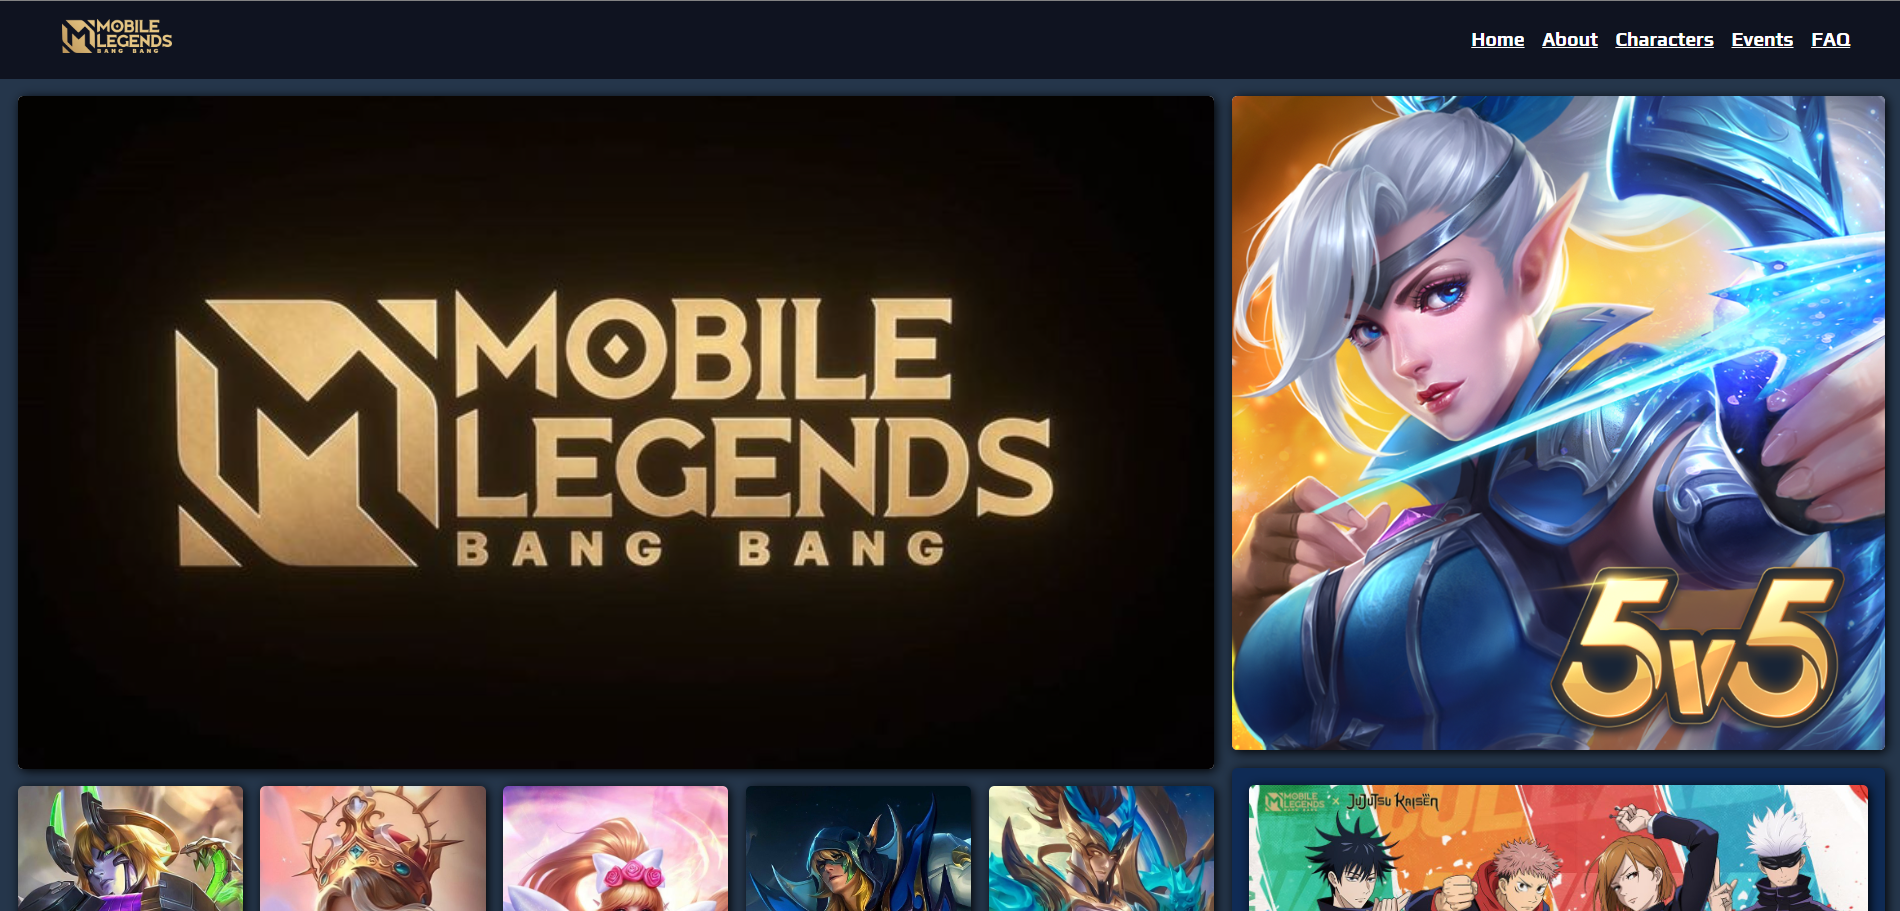 MOBILE
LEGENDS
BANG BANG
Home About Characters Events FAQ
MOBILE
LEGENDS
BANG BANG
5v5
MOBILE
LEGENDS
BANG BANG
× JUJUTSU KAISEN